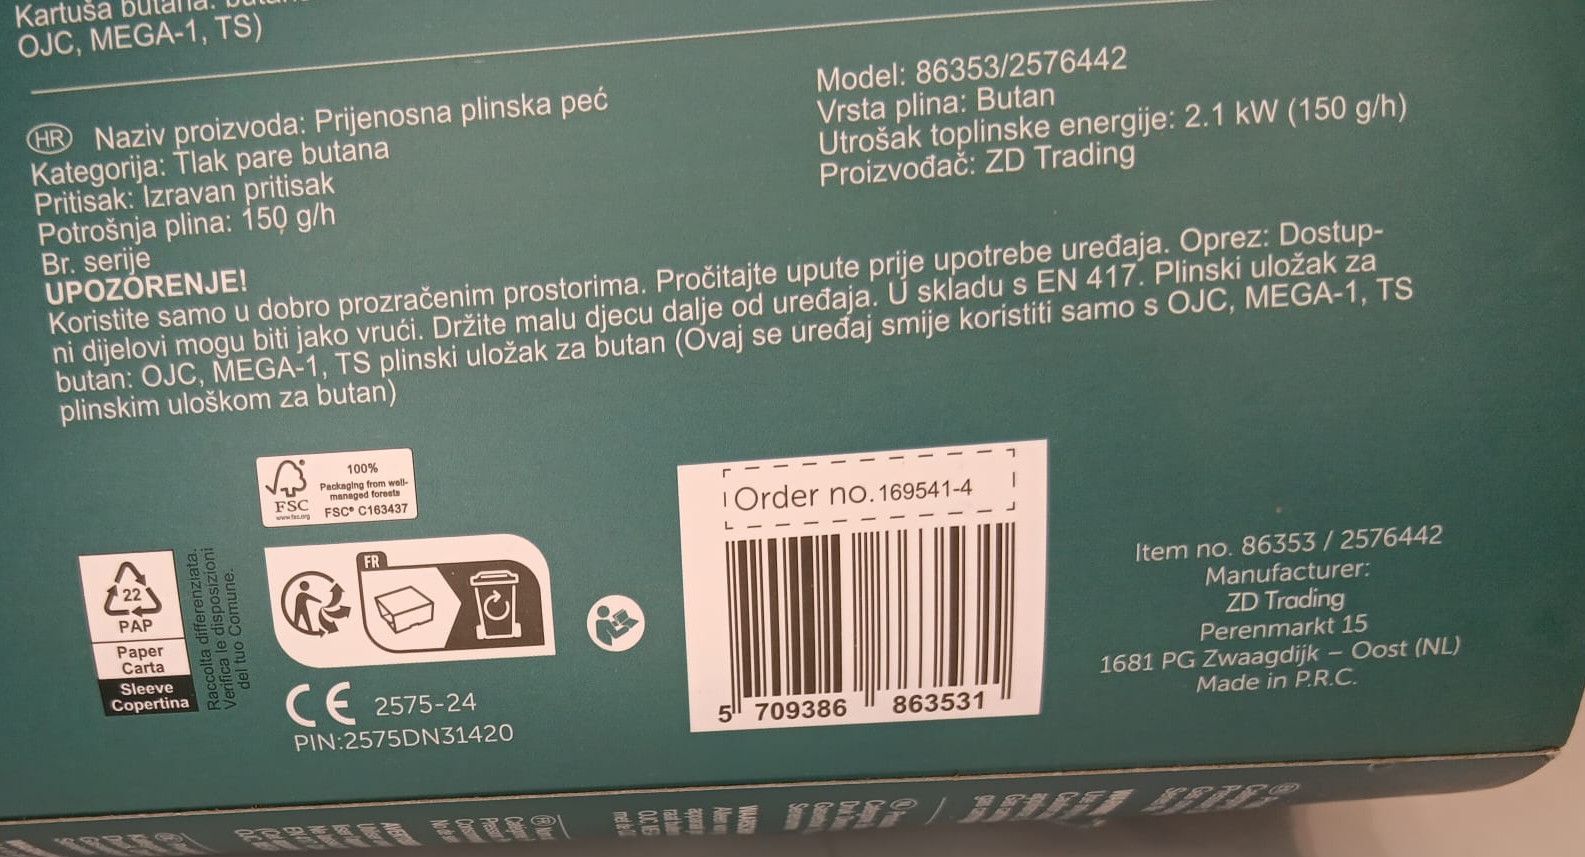 Kartuša butana:
OJC, MEGA-1, TS)
HR Naziv proizvoda: Prijenosna plinska peć
Kategorija: Tlak pare butana
Pritisak: Izravan pritisak
Potrošnja plina: 150 g/h
Br. serije
Model: 86353/2576442
Vrsta plina: Butan
Utrošak toplinske energije: 2.1 kW (150 g/h)
Proizvođač: ZD Trading
UPOZORENJE!
Koristite samo u dobro prozračenim prostorima. Pročitajte upute prije upotrebe uređaja. Oprez: Dostup-
ni dijelovi mogu biti jako vrući. Držite malu djecu dalje od uređaja. U skladu s EN 417. Plinski uložak za
butan: OJC, MEGA-1, TS plinski uložak za butan (Ovaj se uređaj smije koristiti samo s OJC, MEGA-1, TS
plinskim uloškom za butan)
FSC
www.fsc.org
100%
Packaging from well-
managed forests
FSC® C163437
22
PAP
Paper
Carta
Sleeve
Copertina
Raccolta differenziata.
Verifica le disposizioni
del tuo Comune.
FR
CE 2575-24
PIN:2575DN31420
Order no.169541-4
5 709386 863531
Item no. 86353 / 2576442
Manufacturer:
ZD Trading
Perenmarkt 15
1681 PG Zwaagdijk – Oost (NL)
Made in P.R.C.